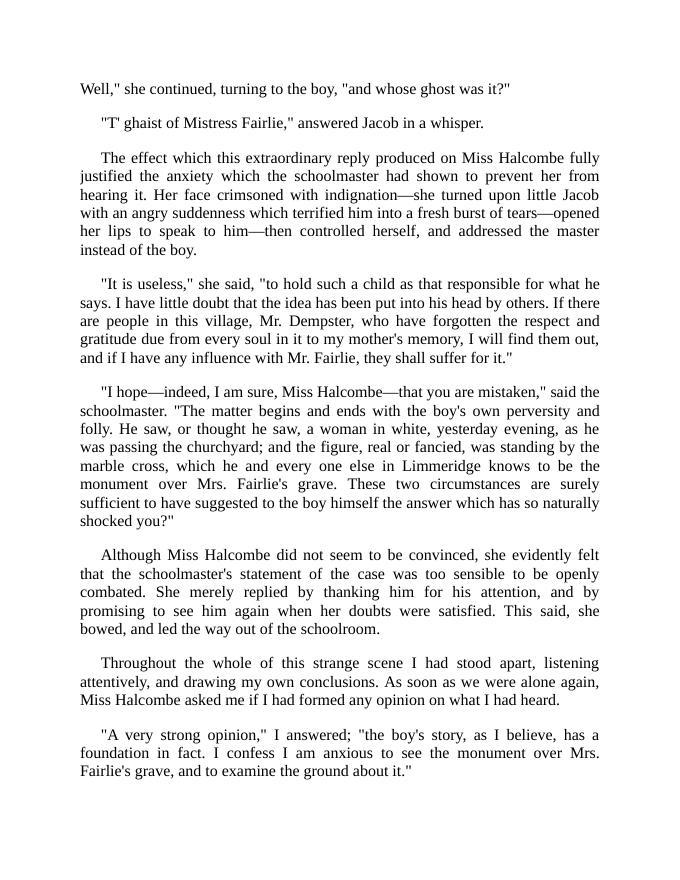 Well," she continued, turning to the boy, "and whose ghost was it?"
"T' ghaist of Mistress Fairlie," answered Jacob in a whisper.
The effect which this extraordinary reply produced on Miss Halcombe fully
justified the anxiety which the schoolmaster had shown to prevent her from
hearing it. Her face crimsoned with indignation—she turned upon little Jacob
with an angry suddenness which terrified him into a fresh burst of tears—opened
her lips to speak to him—then controlled herself, and addressed the master
instead of the boy.
"It is useless," she said, "to hold such a child as that responsible for what he
says. I have little doubt that the idea has been put into his head by others. If there
are people in this village, Mr. Dempster, who have forgotten the respect and
gratitude due from every soul in it to my mother's memory, I will find them out,
and if I have any influence with Mr. Fairlie, they shall suffer for it."
"I hope—indeed, I am sure, Miss Halcombe—that you are mistaken," said the
schoolmaster. "The matter begins and ends with the boy's own perversity and
folly. He saw, or thought he saw, a woman in white, yesterday evening, as he
was passing the churchyard; and the figure, real or fancied, was standing by the
marble cross, which he and every one else in Limmeridge knows to be the
monument over Mrs. Fairlie's grave. These two circumstances are surely
sufficient to have suggested to the boy himself the answer which has so naturally
shocked you?"
Although Miss Halcombe did not seem to be convinced, she evidently felt
that the schoolmaster's statement of the case was too sensible to be openly
combated. She merely replied by thanking him for his attention, and by
promising to see him again when her doubts were satisfied. This said, she
bowed, and led the way out of the schoolroom.
Throughout the whole of this strange scene I had stood apart, listening
attentively, and drawing my own conclusions. As soon as we were alone again,
Miss Halcombe asked me if I had formed any opinion on what I had heard.
"A very strong opinion," I answered; "the boy's story, as I believe, has a
foundation in fact. I confess I am anxious to see the monument over Mrs.
Fairlie's grave, and to examine the ground about it."